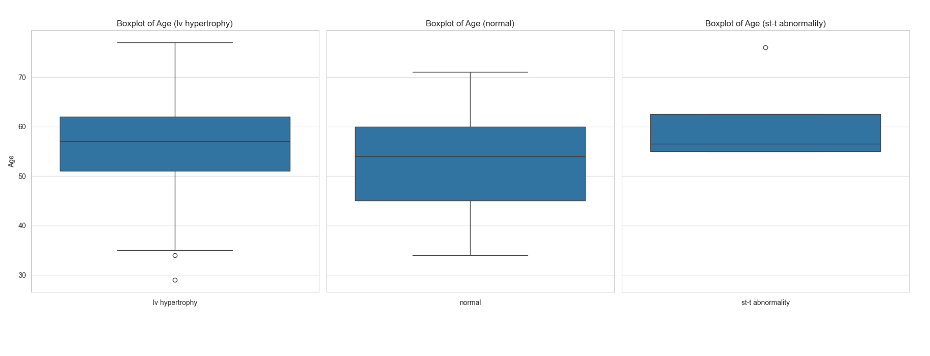 Boxplot of Age (lv hypertrophy)
Boxplot of Age (normal)
Boxplot of Age (st-t abnormality)
Age
70
60
50
40
30
lv hypertrophy
normal
st-t abnormality